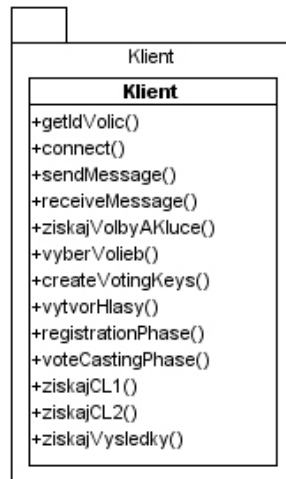 Klient
Klient
+getIdVolic()
+connect()
+sendMessage()
+receiveMessage()
+ziskajVolbyAKluce()
+vyberVolieb()
+createVotingKeys()
+vytvorHlasy()
+registrationPhase()
+voteCastingPhase()
+ziskajCL1()
+ziskajCL2()
+ziskajVysledky()